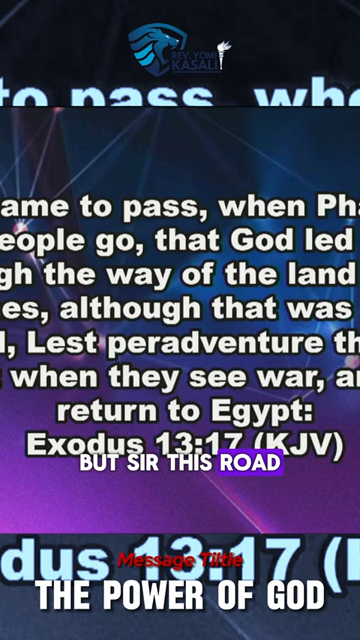 REV. YOMI
KASALI
to pass, whe
ame to pass, when Pha
eople go, that God led
gh the way of the land
es, although that was
, Lest peradventure th
when they see war, a
return to Egypt:
Exodus 13:17 (KJV)
BUT SIR THIS ROAD
dus 13:17 (
Message Tiltle
THE POWER OF GOD